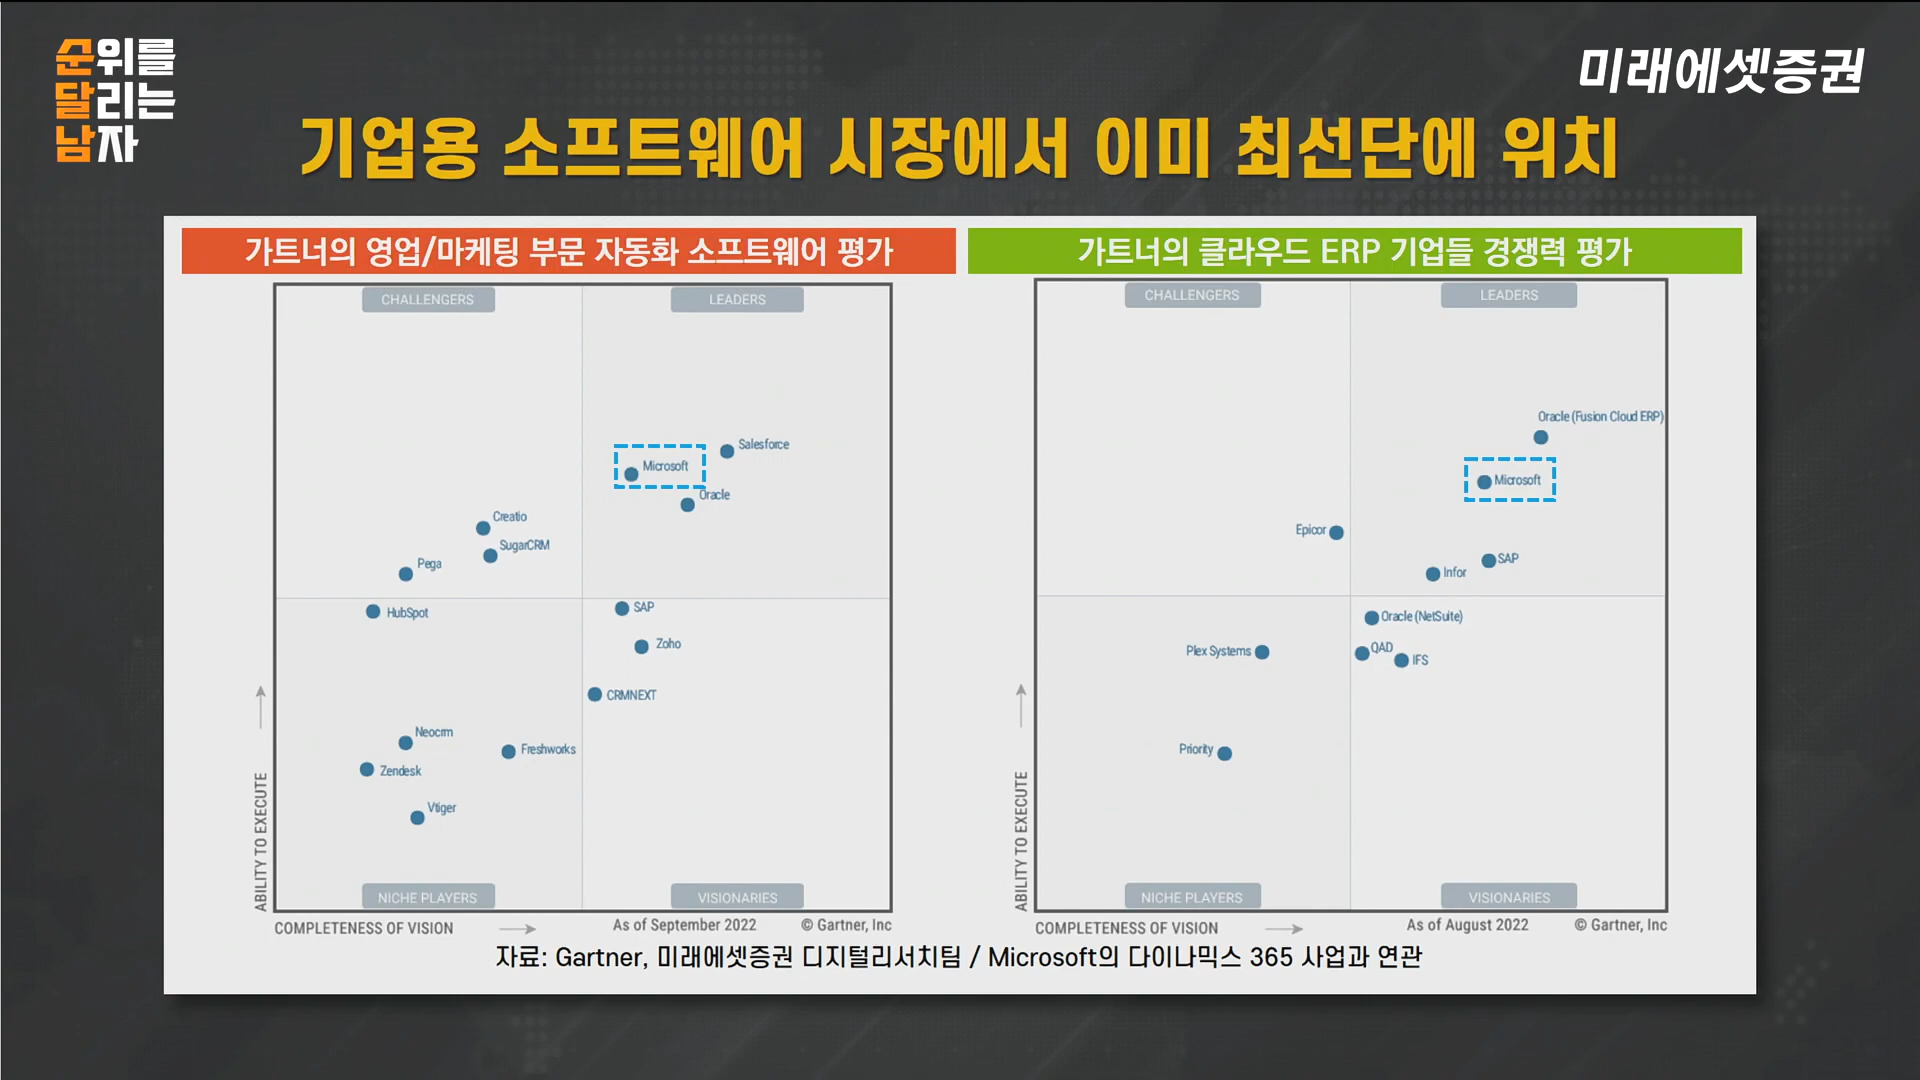 순위를
달리는
남자
미래에셋증권
기업용 소프트웨어 시장에서 이미 최선단에 위치
가트너의 영업/마케팅 부문 자동화 소프트웨어 평가
CHALLENGERS
LEADERS
Salesforce
Microsoft
Oracle
Creatio
SugarCRM
Pega
HubSpot
SAP
Zoho
CRMNEXT
Neocrm
Freshworks
Zendesk
Vtiger
NICHE PLAYERS
VISIONARIES
ABILITY TO EXECUTE
COMPLETENESS OF VISION
As of September 2022
© Gartner, Inc
가트너의 클라우드 ERP 기업들 경쟁력 평가
CHALLENGERS
LEADERS
Oracle (Fusion Cloud ERP)
Microsoft
Epicor
SAP
Infor
Oracle (NetSuite)
Plex Systems
QAD
IFS
Priority
NICHE PLAYERS
VISIONARIES
ABILITY TO EXECUTE
COMPLETENESS OF VISION
As of August 2022
© Gartner, Inc
자료: Gartner, 미래에셋증권 디지털리서치팀 / Microsoft의 다이나믹스 365 사업과 연관